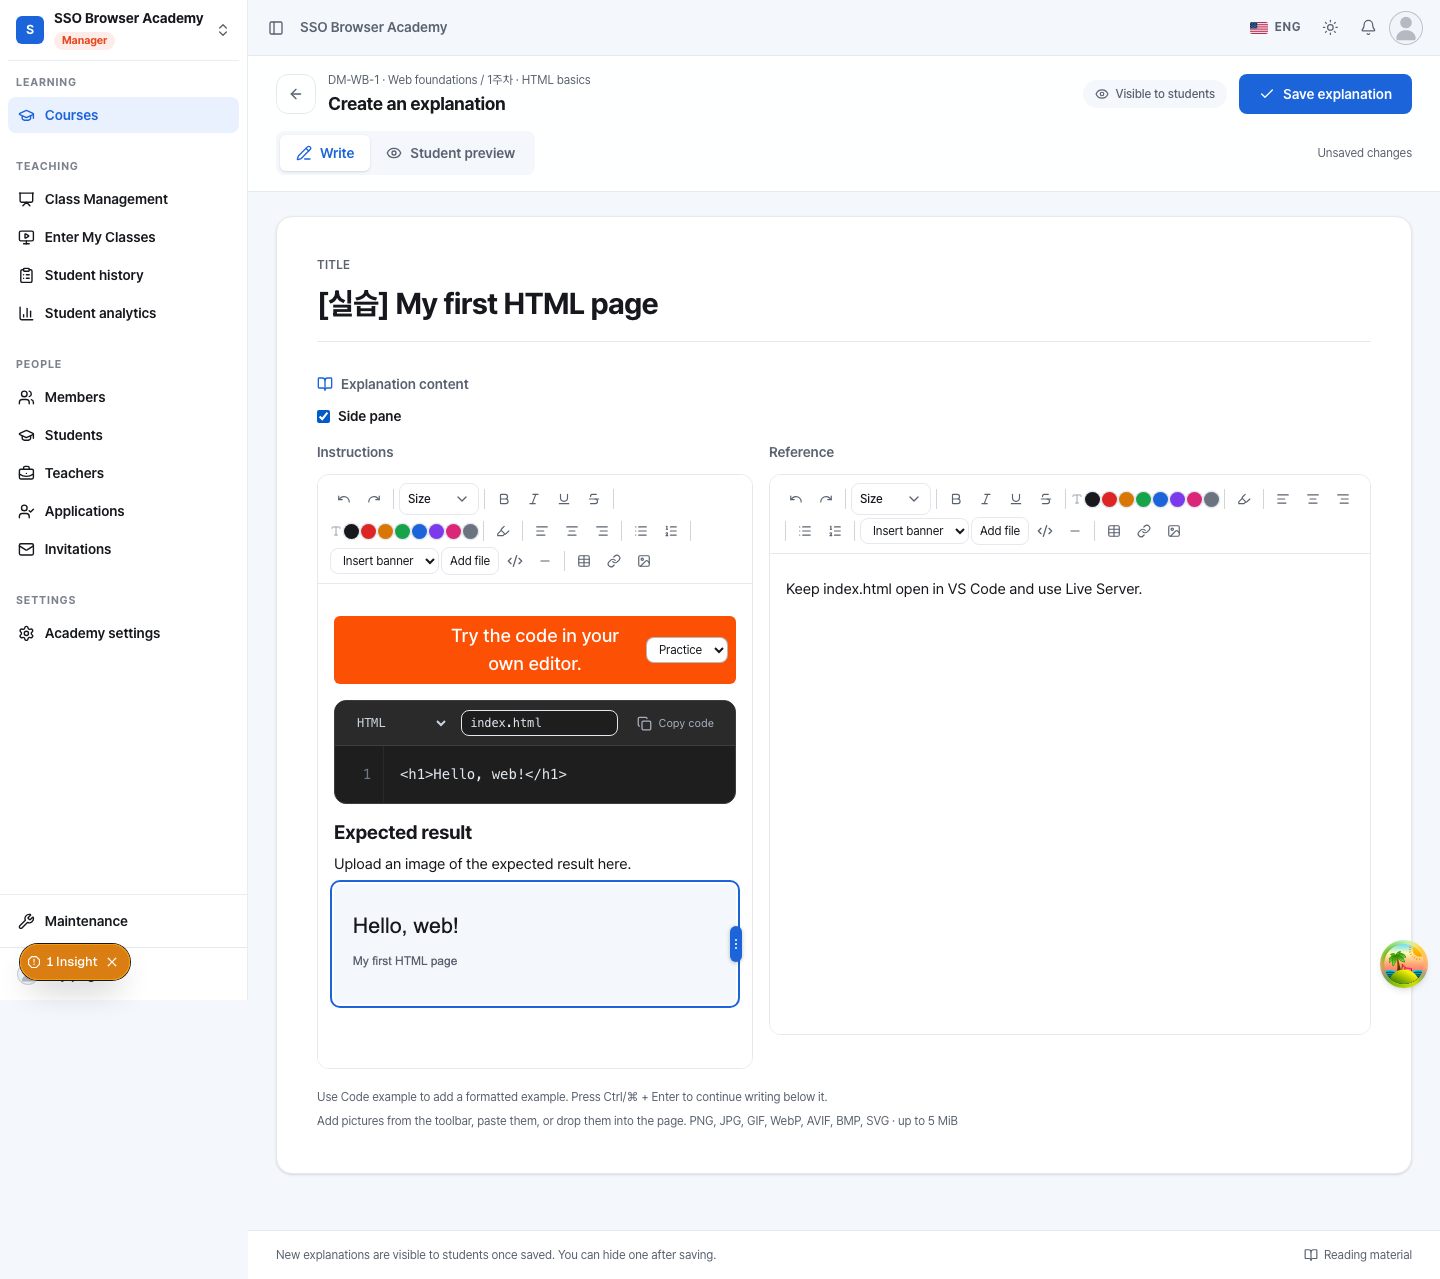 S
SSO Browser Academy
Manager
LEARNING
Courses
TEACHING
Class Management
Enter My Classes
Student history
Student analytics
PEOPLE
Members
Students
Teachers
Applications
Invitations
SETTINGS
Academy settings
Maintenance
1 Insight
SSO Browser Academy
ENG
DM-WB-1 · Web foundations / 1주차 · HTML basics
Create an explanation
Visible to students
Save explanation
Write
Student preview
Unsaved changes
TITLE
[실습] My first HTML page
Explanation content
Side pane
Instructions
Size
B I U S
T
Insert banner
Add file
Try the code in your
own editor.
Practice
HTML
index.html
Copy code
1
<h1>Hello, web!</h1>
Expected result
Upload an image of the expected result here.
Hello, web!
My first HTML page
Reference
Size
B I U S
T
Insert banner
Add file
Keep index.html open in VS Code and use Live Server.
Use Code example to add a formatted example. Press Ctrl/⌘ + Enter to continue writing below it.
Add pictures from the toolbar, paste them, or drop them into the page. PNG, JPG, GIF, WebP, AVIF, BMP, SVG · up to 5 MiB
New explanations are visible to students once saved. You can hide one after saving.
Reading material